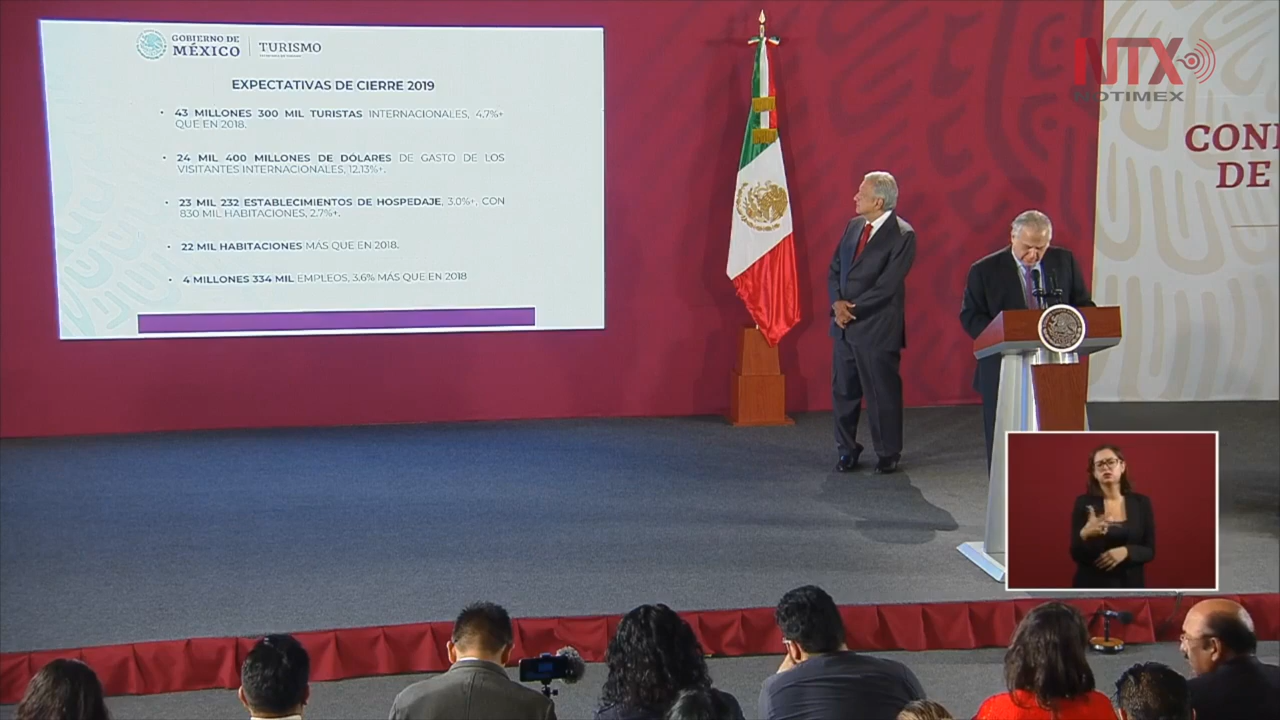 GOBIERNO DE
MÉXICO
TURISMO
EXPECTATIVAS DE CIERRE 2019
• 43 MILLONES 300 MIL TURISTAS INTERNACIONALES, 4.7%+
QUE EN 2018.
• 24 MIL 400 MILLONES DE DÓLARES DE GASTO DE LOS
VISITANTES INTERNACIONALES, 12.13%+.
• 23 MIL 232 ESTABLECIMIENTOS DE HOSPEDAJE, 3.0%+, CON
830 MIL HABITACIONES, 2.7%+.
• 22 MIL HABITACIONES MÁS QUE EN 2018.
• 4 MILLONES 334 MIL EMPLEOS, 3.6% MÁS QUE EN 2018
NTX
NOTIMEX
CON
DE